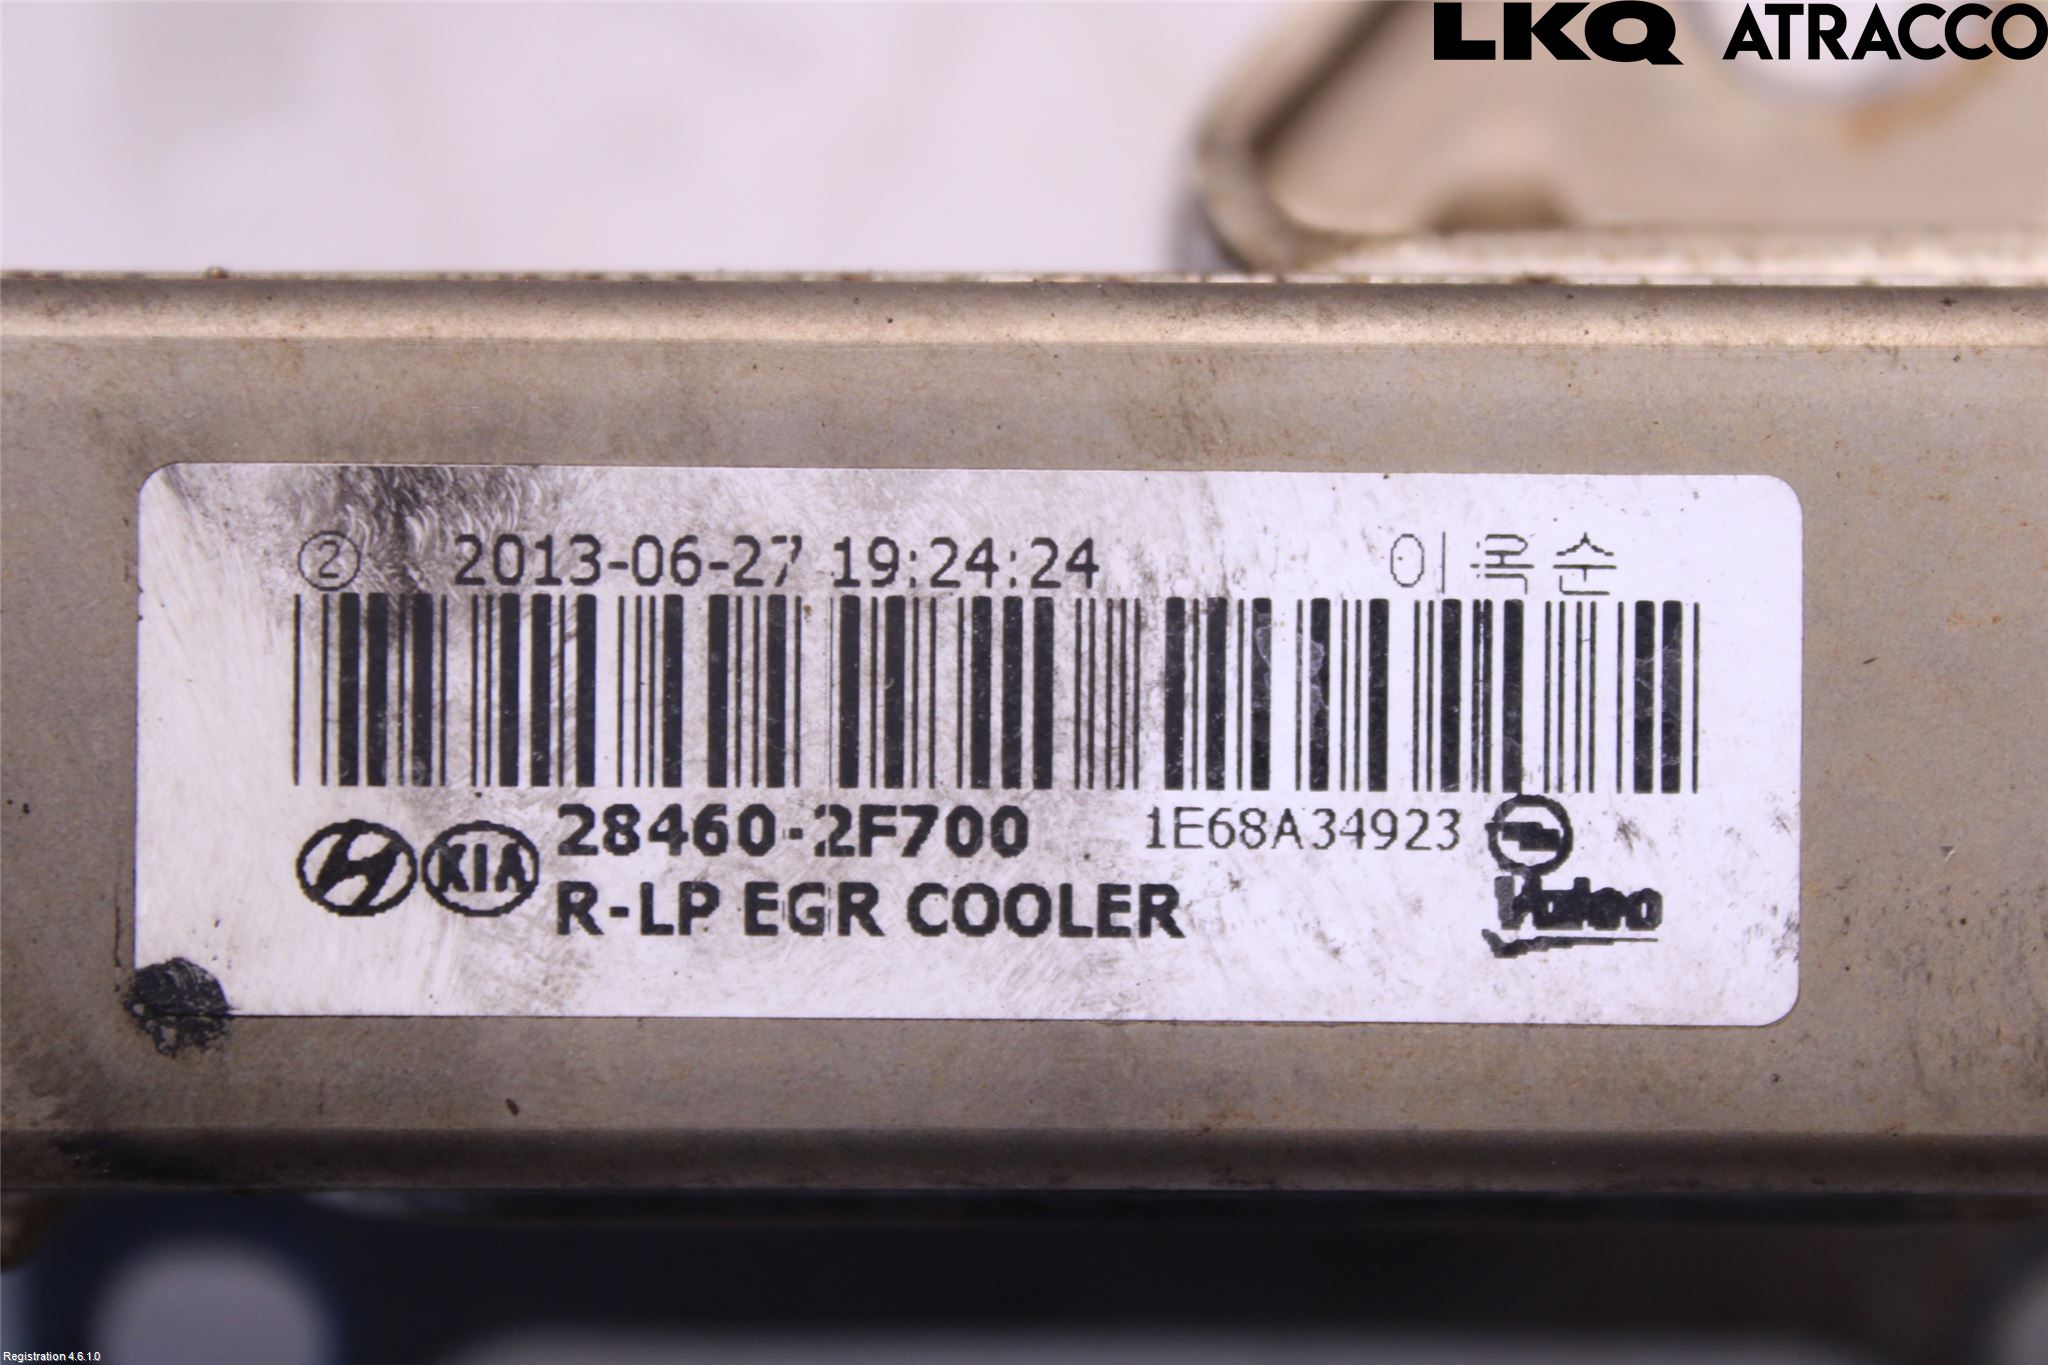 LKQ ATRACCO
② 2013-06-27 19:24:24 이옥순
28460-2F700 1E68A34923
KIA
R-LP EGR COOLER Valeo
Registration 4.6.1.0